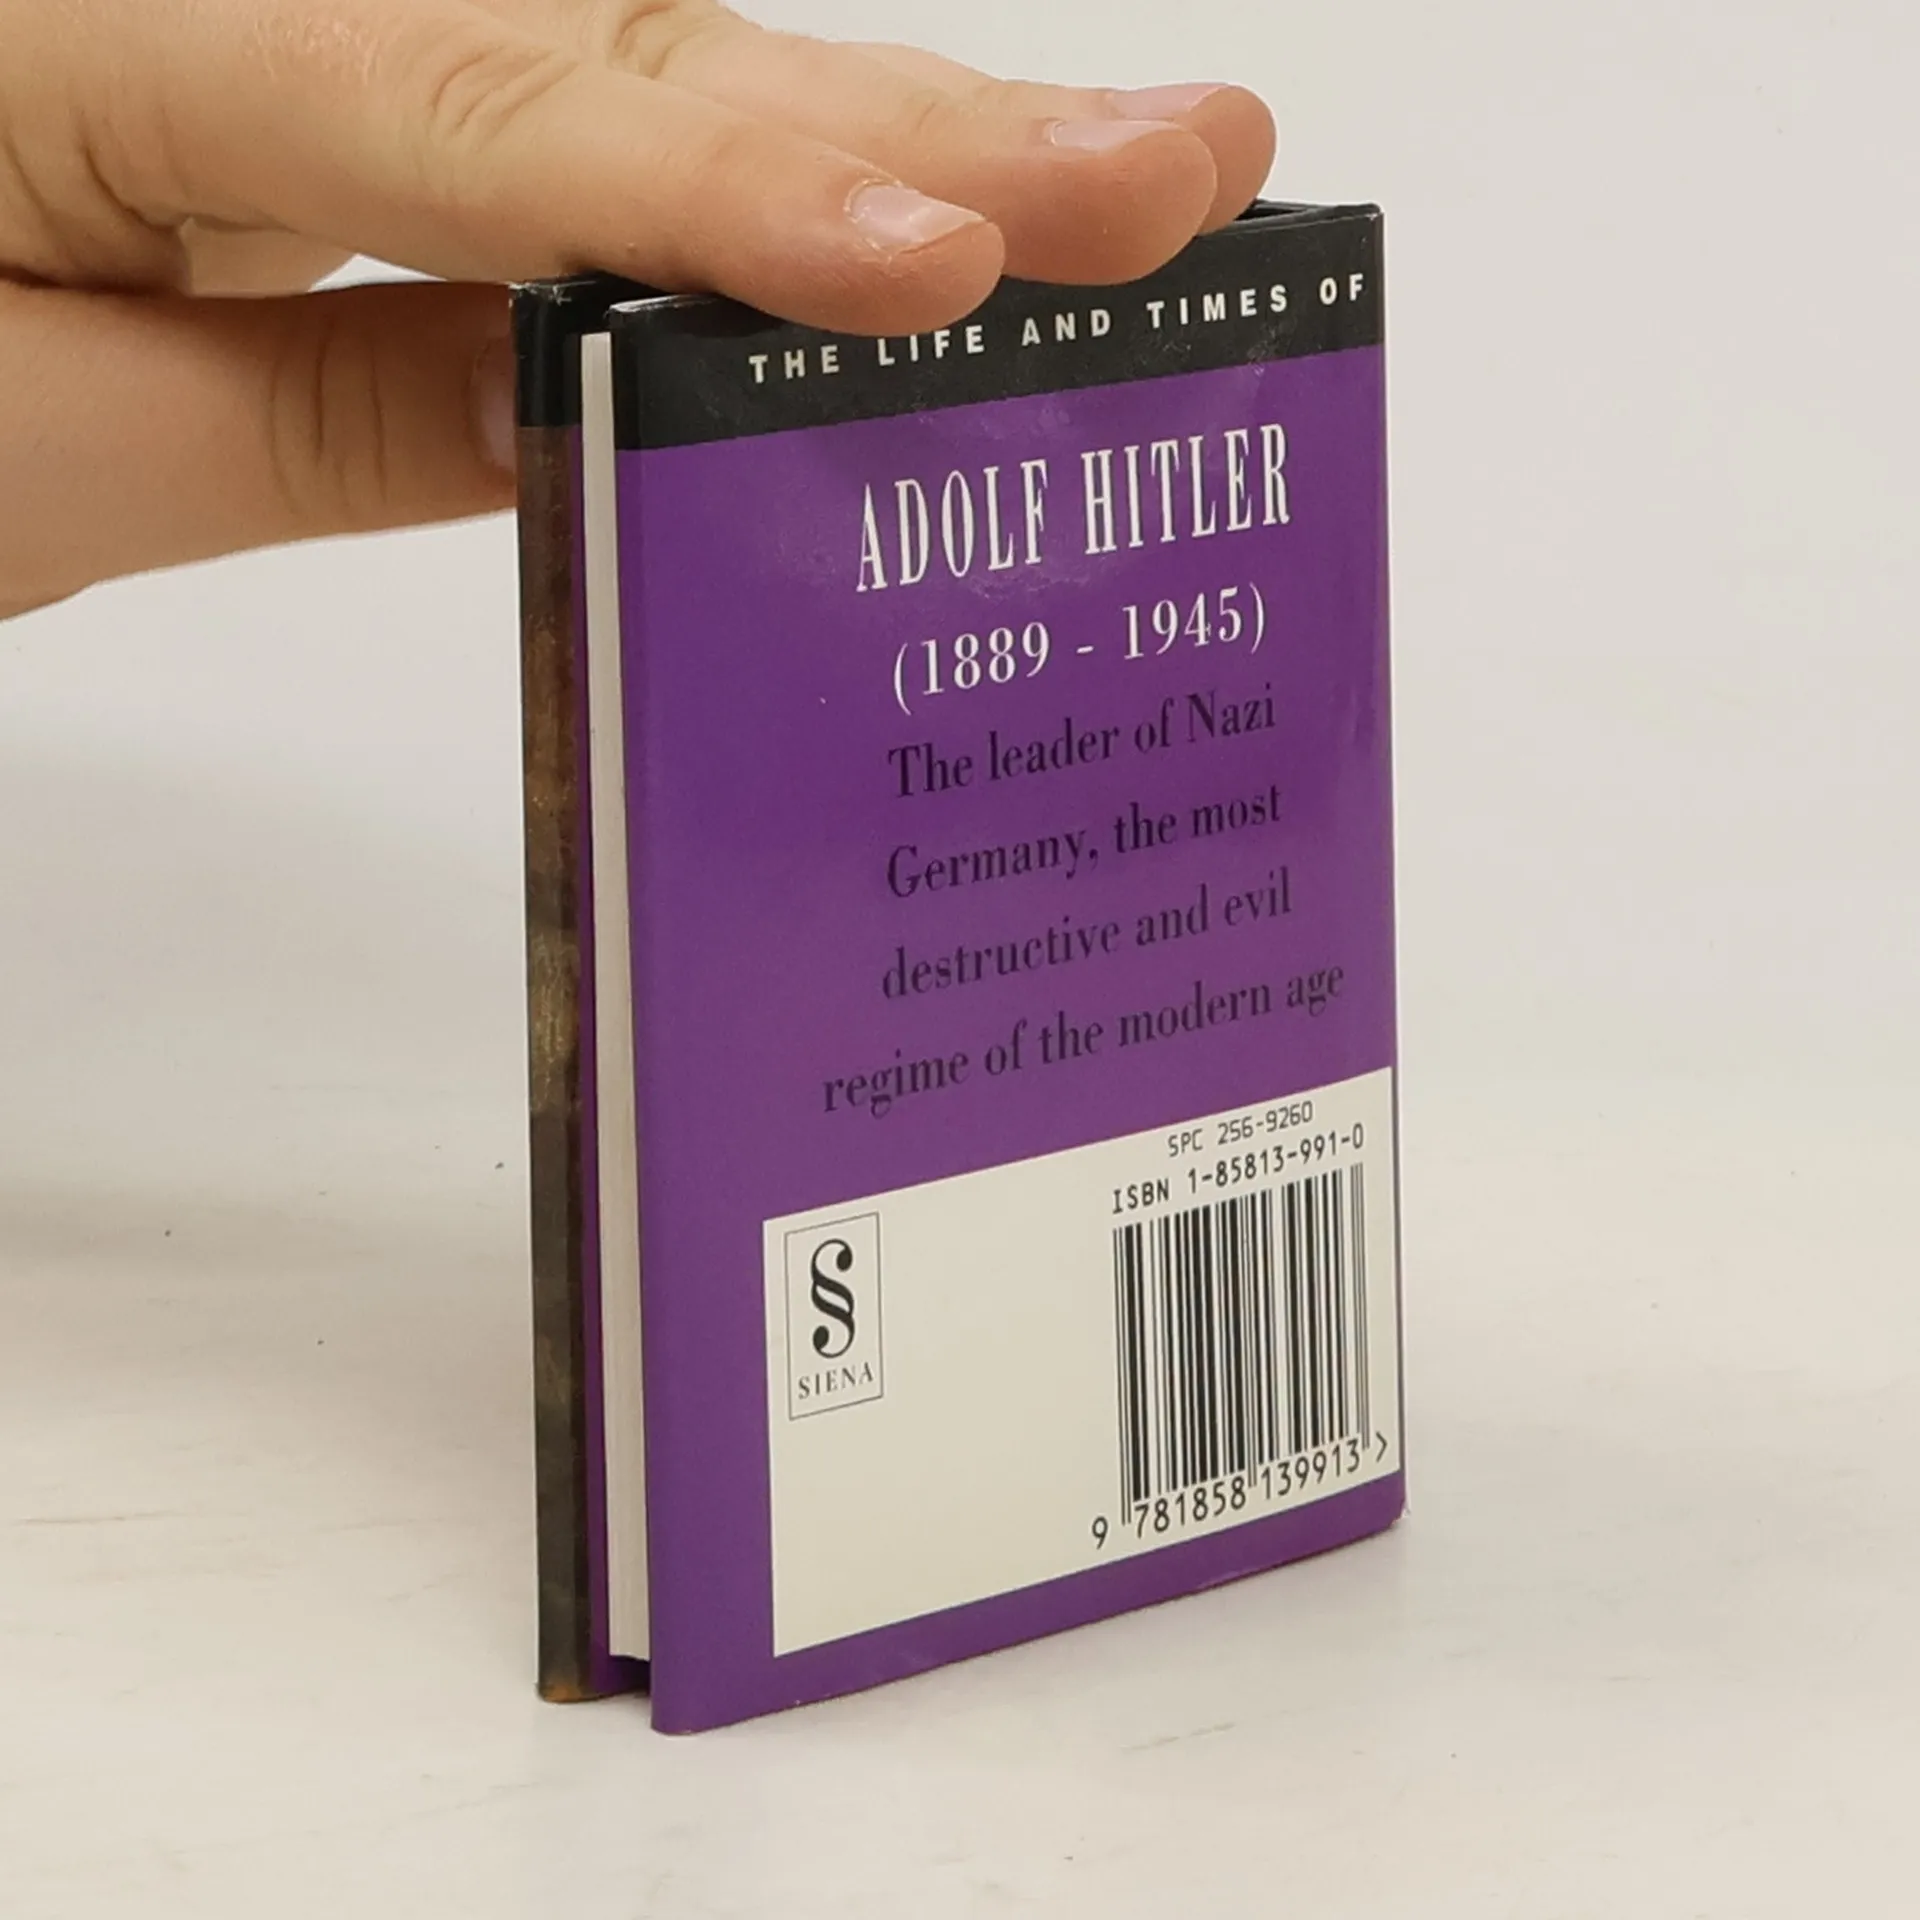 THE LIFE AND TIMES OF
ADOLF HITLER
(1889 - 1945)
The leader of Nazi
Germany, the most
destructive and evil
regime of the modern age
SPC 256-9260
ISBN 1-85813-991-0
SIENA
9 781858 139913 >